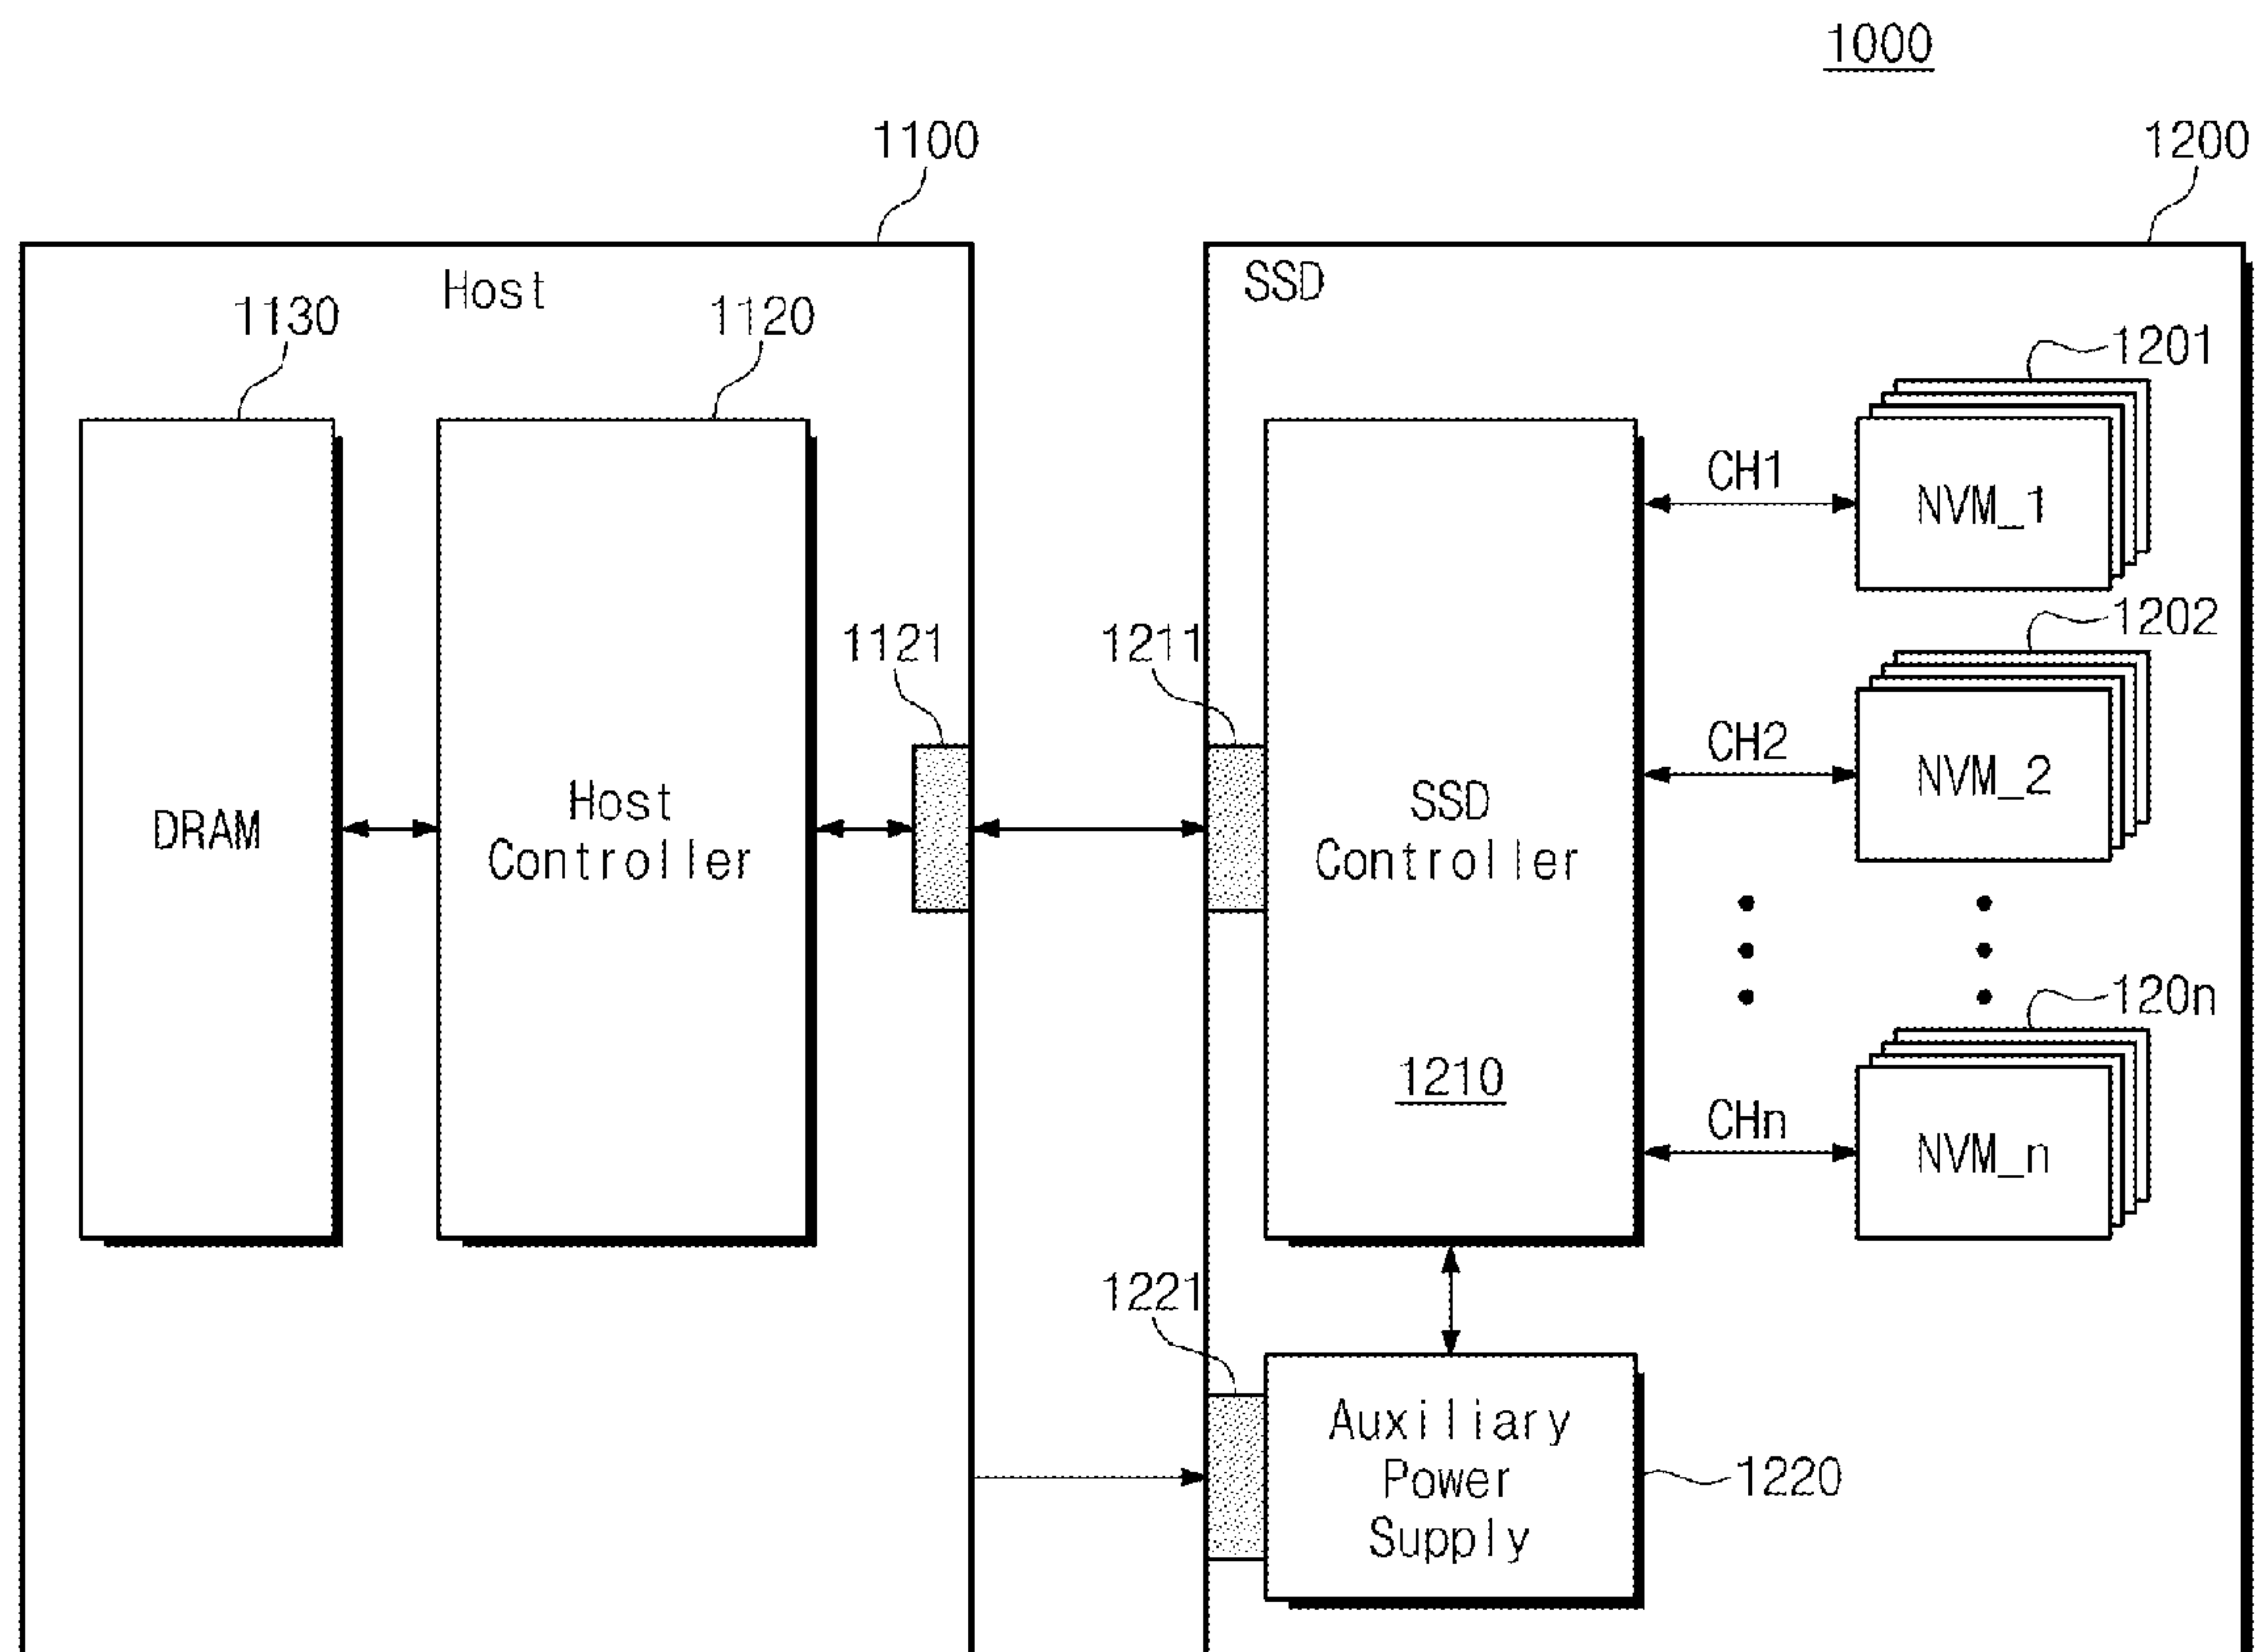 1000
1100
1200
Host
SSD
1130
1120
1201
CH1
NVM_1
1202
1121
1211
CH2
NVM_2
DRAM
Host
Controller
SSD
Controller
120n
1210
CHn
NVM_n
1221
Auxiliary
Power
Supply
1220